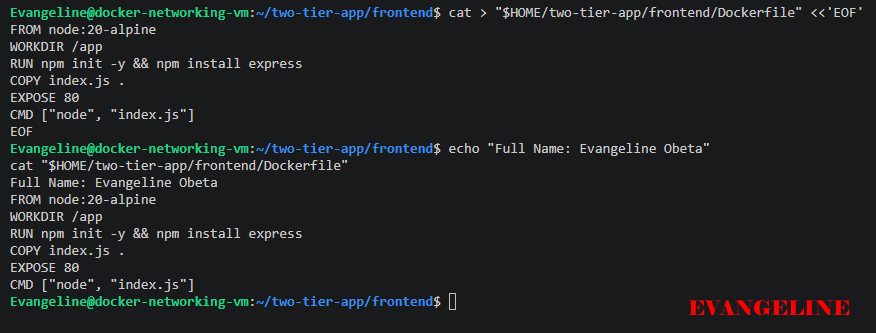 Evangeline@docker-networking-vm:~/two-tier-app/frontend$ cat > "$HOME/two-tier-app/frontend/Dockerfile" <<'EOF'
FROM node:20-alpine
WORKDIR /app
RUN npm init -y && npm install express
COPY index.js .
EXPOSE 80
CMD ["node", "index.js"]
EOF
Evangeline@docker-networking-vm:~/two-tier-app/frontend$ echo "Full Name: Evangeline Obeta"
cat "$HOME/two-tier-app/frontend/Dockerfile"
Full Name: Evangeline Obeta
FROM node:20-alpine
WORKDIR /app
RUN npm init -y && npm install express
COPY index.js .
EXPOSE 80
CMD ["node", "index.js"]
Evangeline@docker-networking-vm:~/two-tier-app/frontend$
EVANGELINE